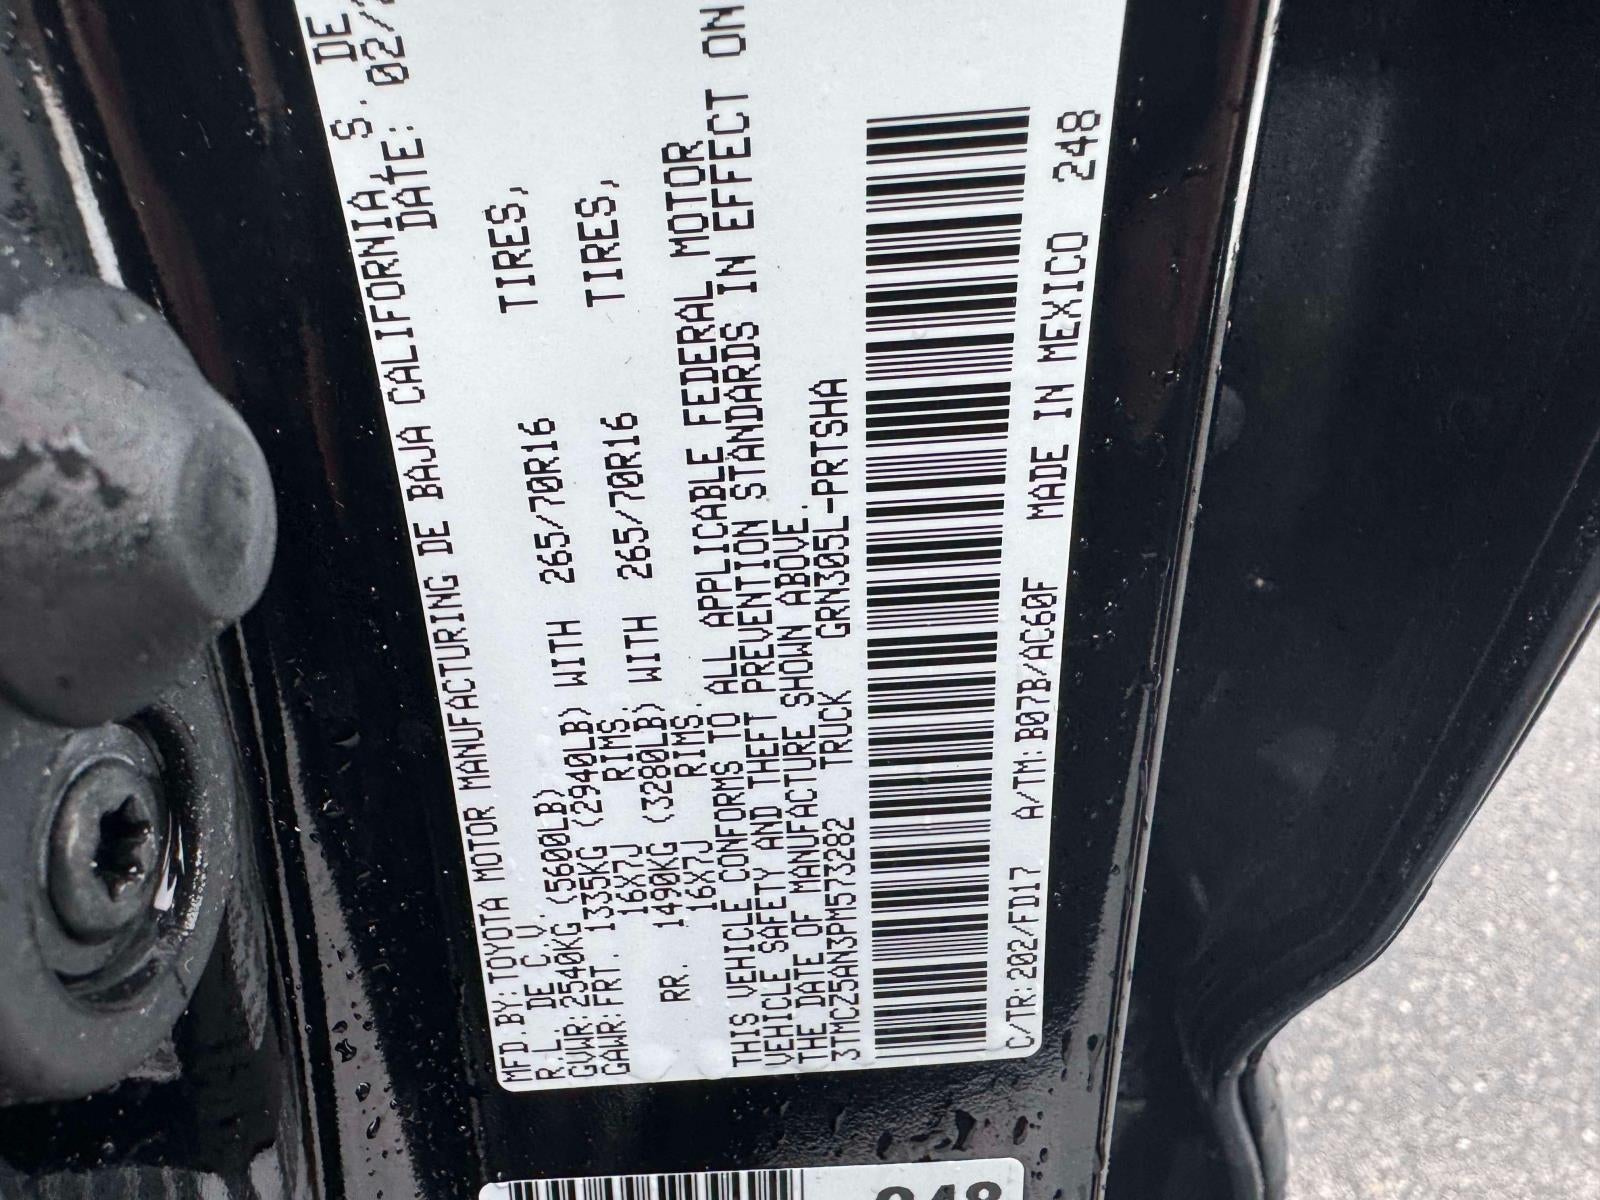 MFD.BY:TOYOTA MOTOR MANUFACTURING DE BAJA CALIFORNIA, S. DE
R.L. DE C.V. DATE: 02/
GVWR:2540KG (5600LB)
GAWR:FRT. 1335KG (2940LB) WITH 265/70R16 TIRES,
16X7J RIMS.
RR. 1490KG (3280LB) WITH 265/70R16 TIRES,
16X7J RIMS.
THIS VEHICLE CONFORMS TO ALL APPLICABLE FEDERAL MOTOR
VEHICLE SAFETY AND THEFT PREVENTION STANDARDS IN EFFECT ON
THE DATE OF MANUFACTURE SHOWN ABOVE.
3TMCZ5AN3PM573282 TRUCK GRN305L-PRTSHA
C/TR:202/FD17 A/TM:B07B/AC60F MADE IN MEXICO 248